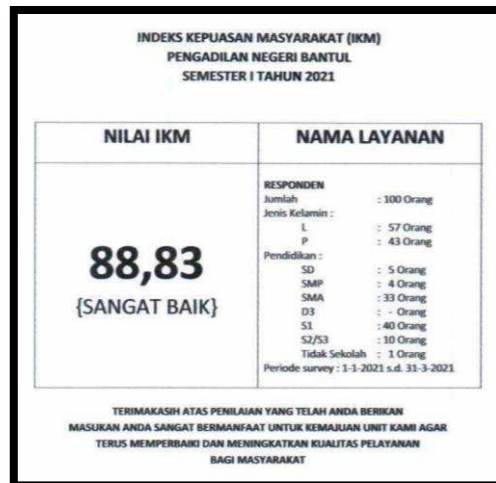 INDEKS KEPUASAN MASYARAKAT (IKM)
PENGADILAN NEGERI BANTUL
SEMESTER I TAHUN 2021
NILAI IKM
88,83
{SANGAT BAIK}
NAMA LAYANAN
RESPONDEN
Jumlah : 100 Orang
Jenis Kelamin :
L : 57 Orang
P : 43 Orang
Pendidikan :
SD : 5 Orang
SMP : 4 Orang
SMA : 33 Orang
D3 : - Orang
S1 : 40 Orang
S2/S3 : 10 Orang
Tidak Sekolah : 1 Orang
Periode survey : 1-1-2021 s.d. 31-3-2021
TERIMAKASIH ATAS PENILAIAN YANG TELAH ANDA BERIKAN
MASUKAN ANDA SANGAT BERMANFAAT UNTUK KEMAJUAN UNIT KAMI AGAR
TERUS MEMPERBAIKI DAN MENINGKATKAN KUALITAS PELAYANAN
BAGI MASYARAKAT